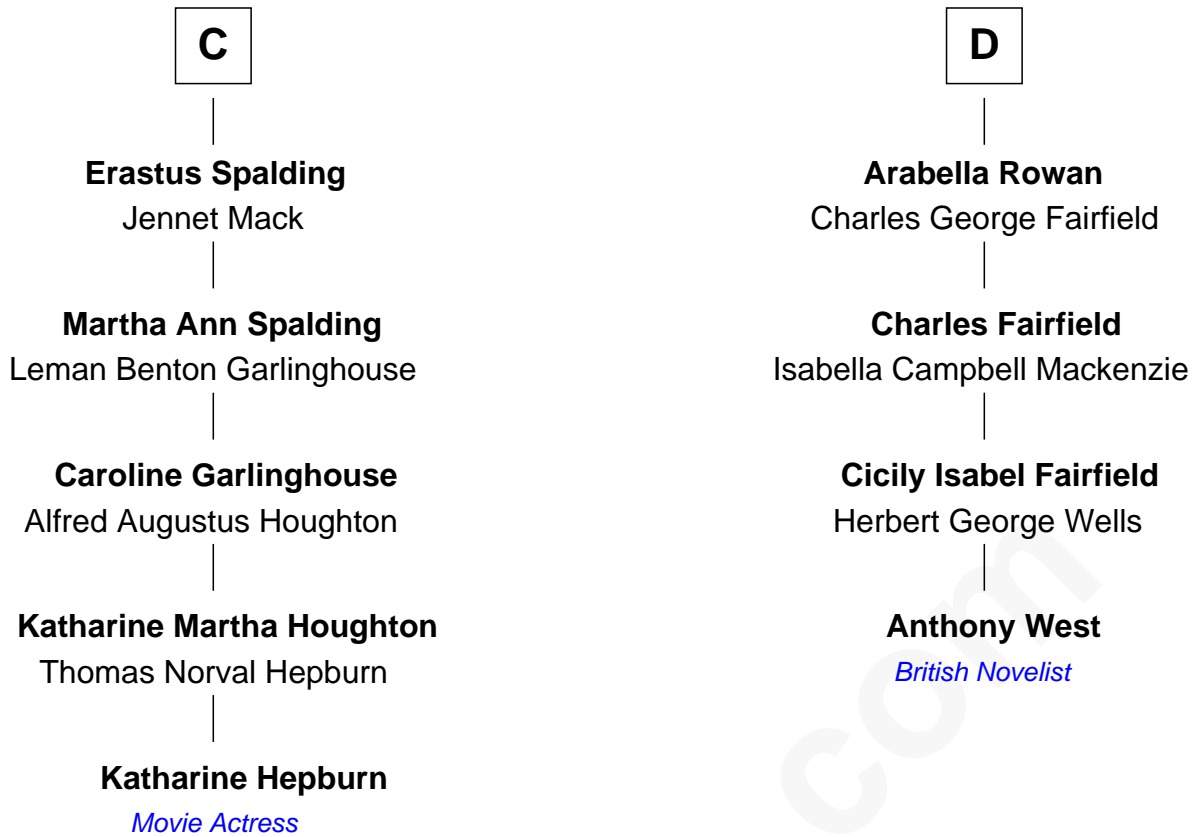 C
Erastus Spalding
Jennet Mack
Martha Ann Spalding
Leman Benton Garlinghouse
Caroline Garlinghouse
Alfred Augustus Houghton
Katharine Martha Houghton
Thomas Norval Hepburn
Katharine Hepburn
Movie Actress
D
Arabella Rowan
Charles George Fairfield
Charles Fairfield
Isabella Campbell Mackenzie
Cicily Isabel Fairfield
Herbert George Wells
Anthony West
British Novelist
com